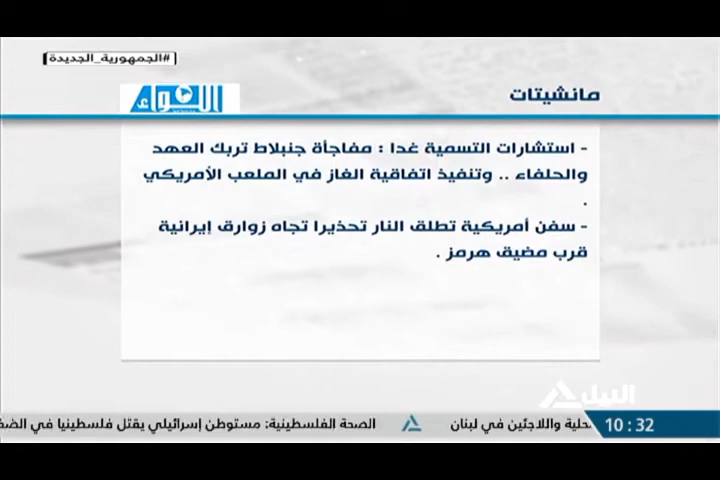 #الجمهورية_الجديدة
مانشيتات
اللواء
- استشارات التسمية غدا : مفاجأة جنبلاط تربك العهد
والحلفاء .. وتنفيذ اتفاقية الغاز في الملعب الأمريكي
.
- سفن أمريكية تطلق النار تحذيرا تجاه زوارق إيرانية
قرب مضيق هرمز .
النيل
10:32
واللاجئين في لبنان
الصحة الفلسطينية: مستوطن إسرائيلي يقتل فلسطينيا في